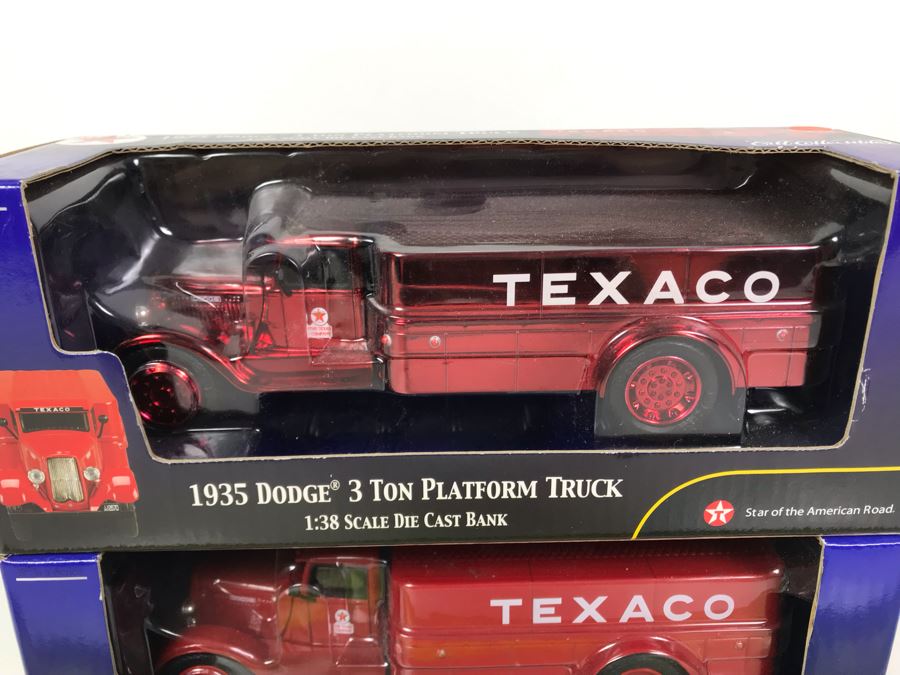 TEXACO
TEXACO
1935 DODGE® 3 TON PLATFORM TRUCK
1:38 SCALE DIE CAST BANK
Star of the American Road.
TEXACO